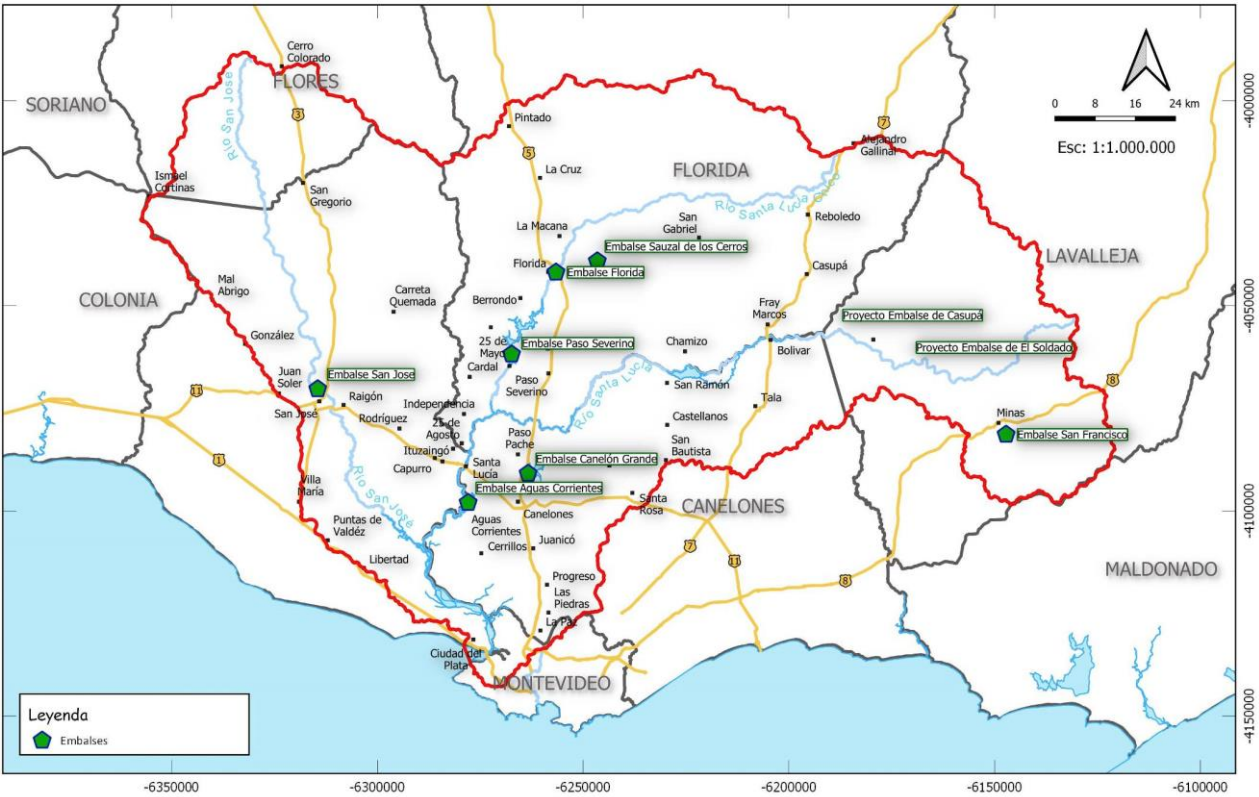 Cerro
Colorado
FLORES
SORIANO
Río San José
3
Pintado
5
La Cruz
7
Alejandro
Gallinal
0 8 16 24 km
Esc: 1:1.000.000
-4000000
Ismael
Cortinas
San
Gregorio
FLORIDA
Río Santa Lucía Chico
Reboledo
La Macana
San
Gabriel
Embalse Sauzal de los Cerros
Florida
Embalse Florida
Casupá
LAVALLEJA
COLONIA
Mal
Abrigo
Carreta
Quemada
Berrondo
Fray
Marcos
Proyecto Embalse de Casupá
-4050000
González
25 de
Mayo
Embalse Paso Severino
Chamizo
Bolivar
Proyecto Embalse de El Soldado
Cardal
Paso
Severino
Río Santa Lucía
San Ramón
Juan
Soler
Embalse San Jose
11
Raigón
San José
Rodríguez
Independencia
25 de
Agosto
Castellanos
Tala
8
Minas
Embalse San Francisco
Ituzaingó
Capurro
Paso
Pache
San
Bautista
1
Santa
Lucía
Embalse Canelón Grande
Villa
María
Río San José
Embalse Aguas Corrientes
Santa
Rosa
CANELONES
-4100000
Puntas de
Valdéz
Aguas
Corrientes
Canelones
Cerrillos
Juanicó
7
11
8
Libertad
MALDONADO
Progreso
Las
Piedras
La Paz
Ciudad del
Plata
MONTEVIDEO
-4150000
Leyenda
Embalses
-6350000 -6300000 -6250000 -6200000 -6150000 -6100000